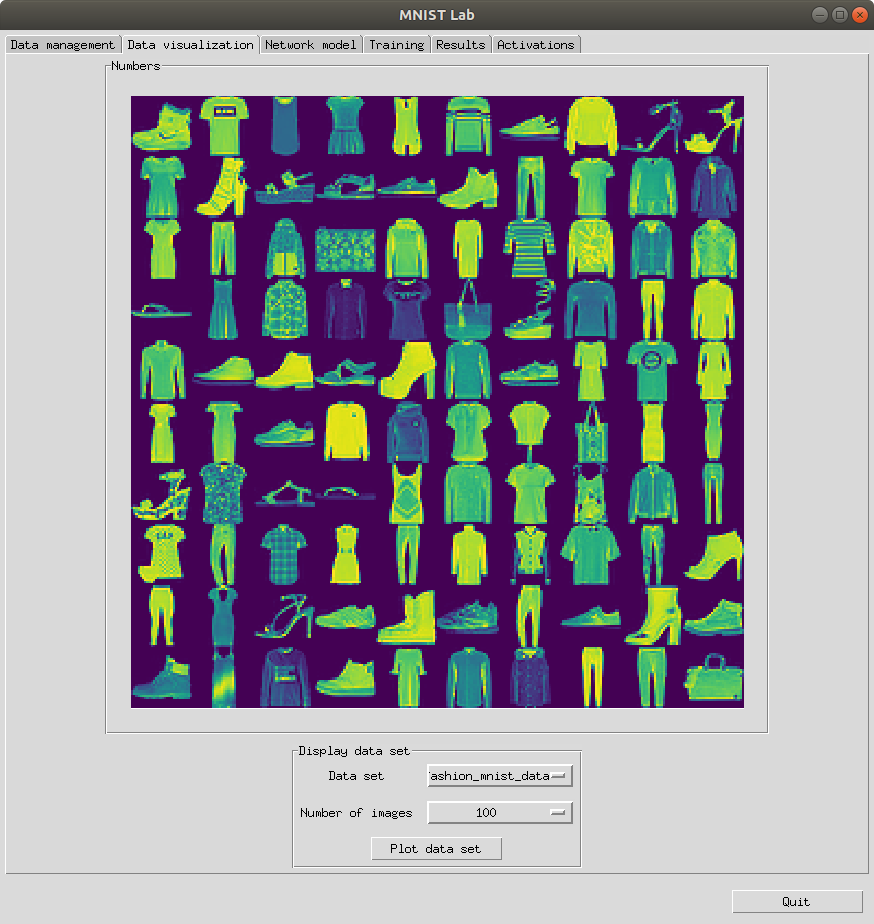 MNIST Lab
Data management Data visualization Network model Training Results Activations
Numbers
Display data set
Data set ashion_mnist_data
Number of images 100
Plot data set
Quit